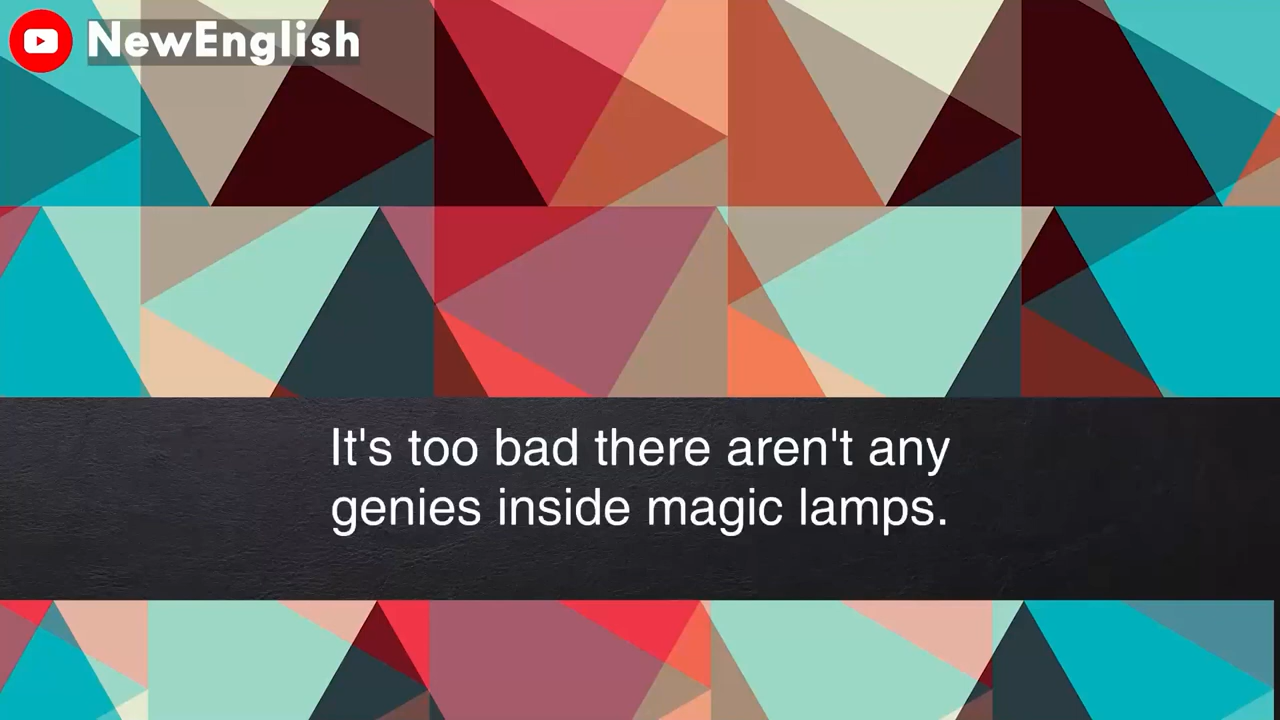 NewEnglish
It's too bad there aren't any
genies inside magic lamps.